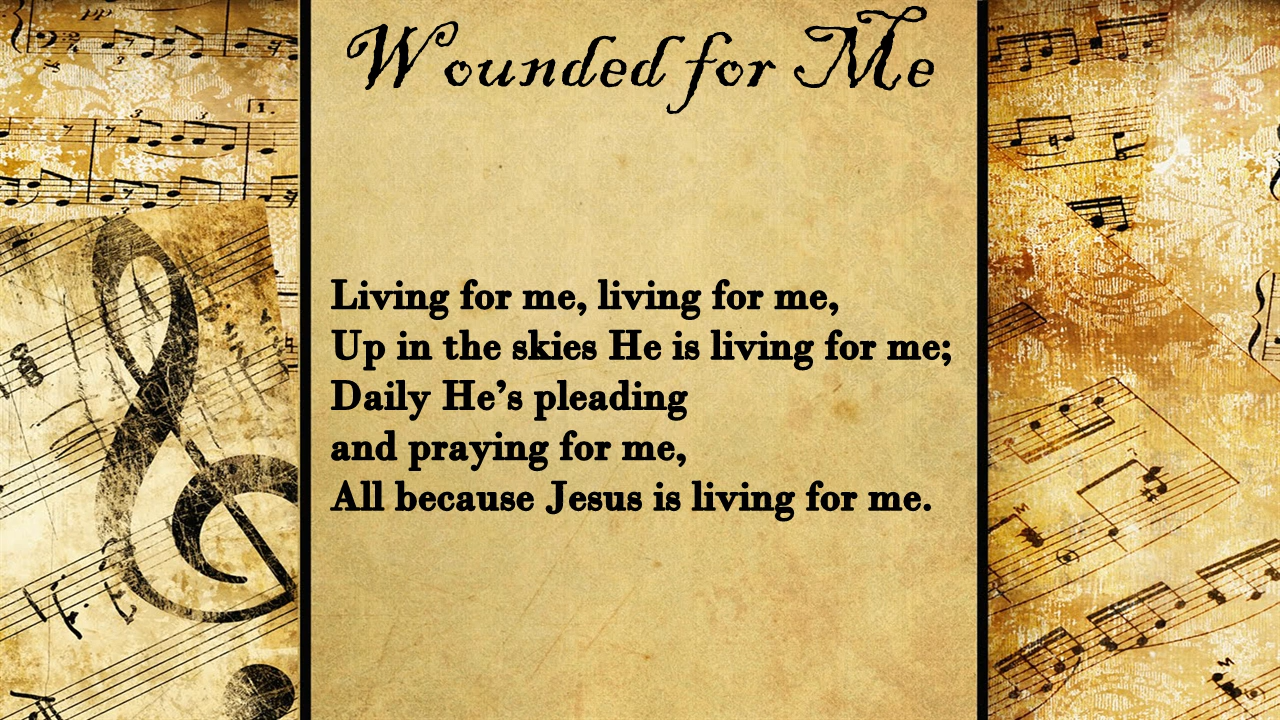 Wounded for Me
Living for me, living for me,
Up in the skies He is living for me;
Daily He’s pleading
and praying for me,
All because Jesus is living for me.